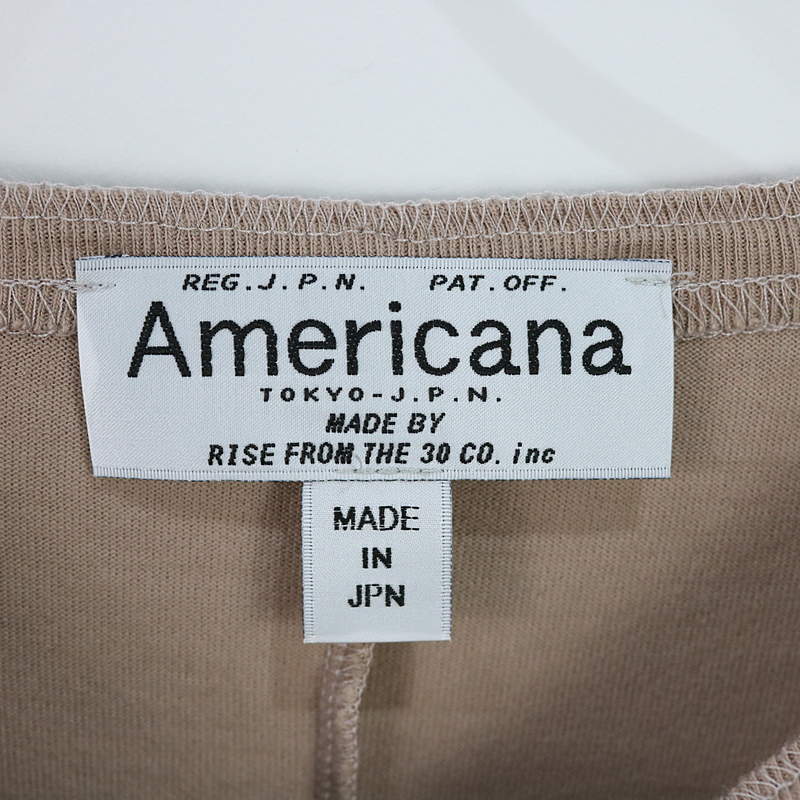 REG.J.P.N. PAT.OFF.
Americana
TOKYO-J.P.N.
MADE BY
RISE FROM THE 30 CO. inc
MADE
IN
JPN